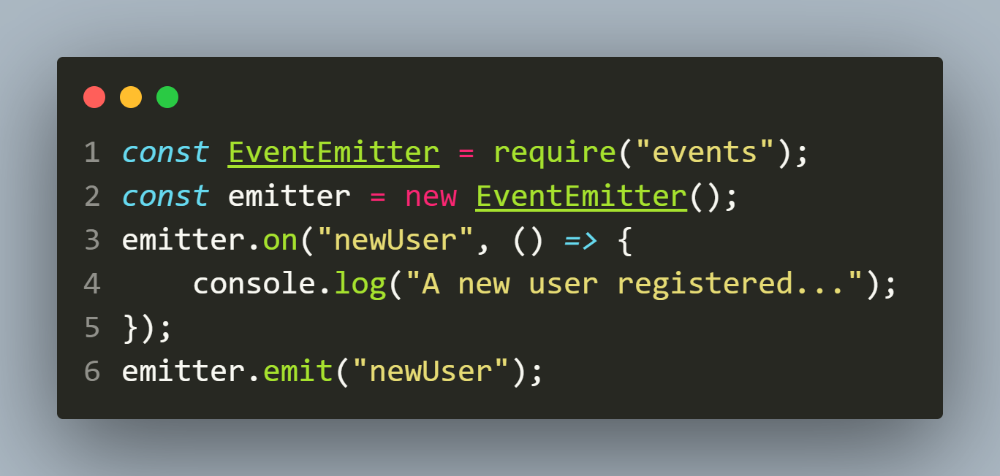 1 const EventEmitter = require("events");
2 const emitter = new EventEmitter();
3 emitter.on("newUser", () => {
4     console.log("A new user registered...");
5 });
6 emitter.emit("newUser");